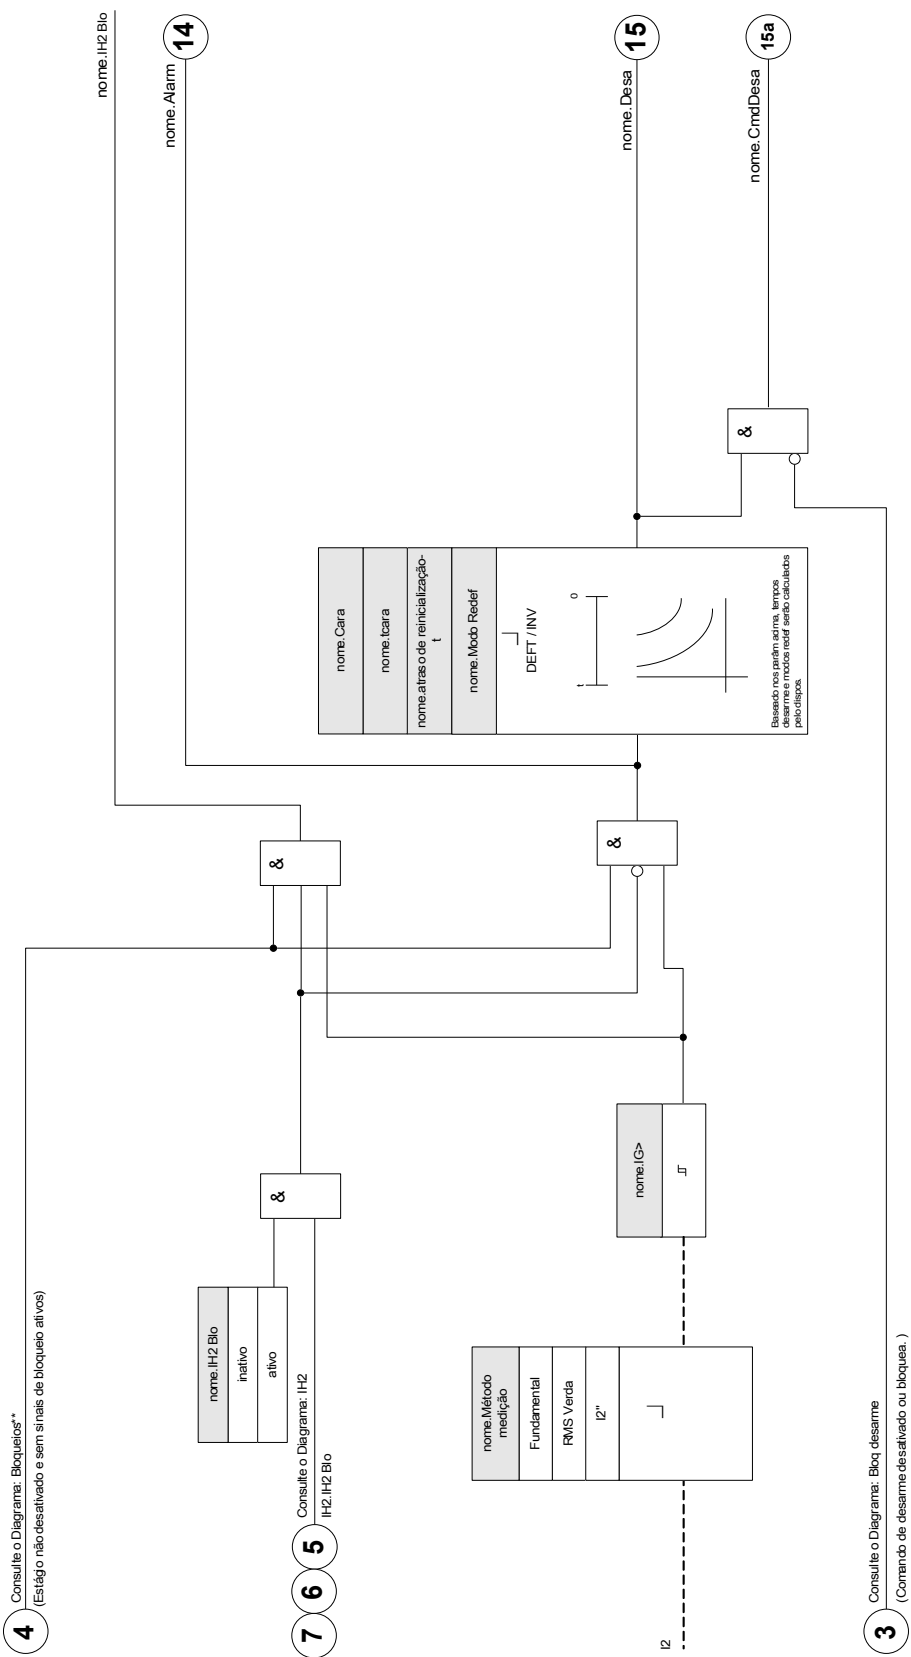 4
Consulte o Diagrama: Bloqueios**
(Estágio não desativado e sem sinais de bloqueio ativos)
nome.IH2 Blo
nome.Alarm
14
nome.IH2 Blo
inativo
ativo
&
&
7
6
5
Consulte o Diagrama: IH2
IH2.IH2 Blo
nome.Cara
nome.tcara
nome.atraso de reinicialização-
t
nome.Modo Redef
DEFT / INV
t
0
Baseado nos parâm acima, tempos
desarme e modos redef serão calculados
pelo dispos.
nome.Desa
15
nome.Método
medição
Fundamental
RMS Verda
I2"
nome.IG>
&
I2
&
nome.CmdDesa
15a
3
Consulte o Diagrama: Bloq desarme
(Comando de desarme desativado ou bloquea. )